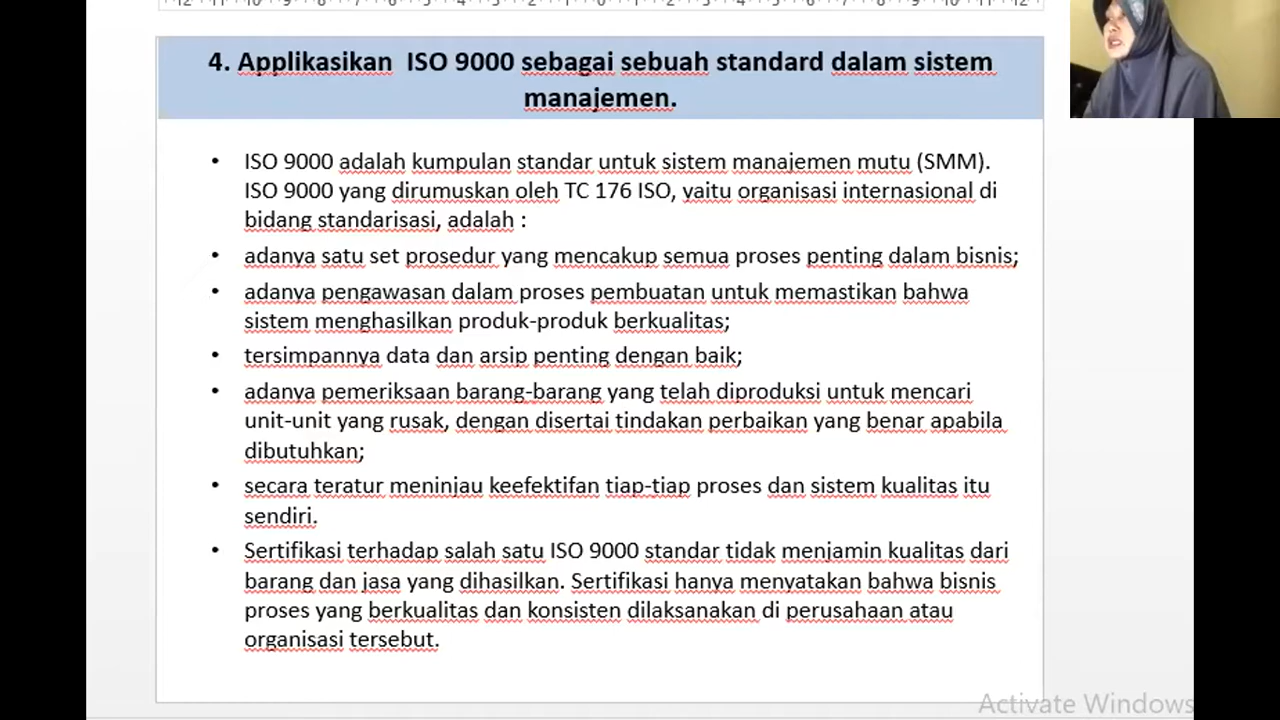 4. Applikasikan ISO 9000 sebagai sebuah standard dalam sistem
manajemen.
• ISO 9000 adalah kumpulan standar untuk sistem manajemen mutu (SMM).
ISO 9000 yang dirumuskan oleh TC 176 ISO, yaitu organisasi internasional di
bidang standarisasi, adalah :
• adanya satu set prosedur yang mencakup semua proses penting dalam bisnis;
• adanya pengawasan dalam proses pembuatan untuk memastikan bahwa
sistem menghasilkan produk-produk berkualitas;
• tersimpannya data dan arsip penting dengan baik;
• adanya pemeriksaan barang-barang yang telah diproduksi untuk mencari
unit-unit yang rusak, dengan disertai tindakan perbaikan yang benar apabila
dibutuhkan;
• secara teratur meninjau keefektifan tiap-tiap proses dan sistem kualitas itu
sendiri.
• Sertifikasi terhadap salah satu ISO 9000 standar tidak menjamin kualitas dari
barang dan jasa yang dihasilkan. Sertifikasi hanya menyatakan bahwa bisnis
proses yang berkualitas dan konsisten dilaksanakan di perusahaan atau
organisasi tersebut.
Activate Windows